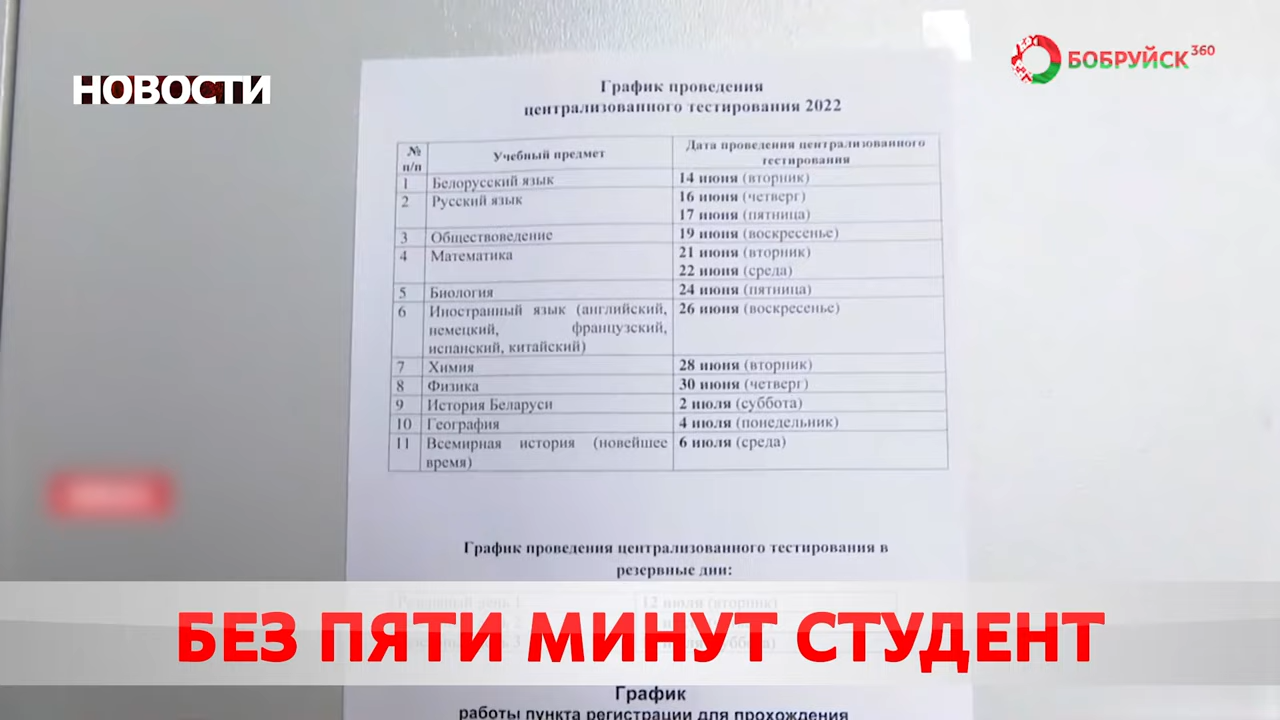 НОВОСТИ
БОБРУЙСК 360
График проведения
централизованного тестирования 2022
№ п/п Учебный предмет Дата проведения централизованного тестирования
1 Белорусский язык 14 июня (вторник)
2 Русский язык 16 июня (четверг)
17 июня (пятница)
3 Обществоведение 19 июня (воскресенье)
4 Математика 21 июня (вторник)
22 июня (среда)
5 Биология 24 июня (пятница)
6 Иностранный язык (английский, 26 июня (воскресенье)
немецкий, французский,
испанский, китайский)
7 Химия 28 июня (вторник)
8 Физика 30 июня (четверг)
9 История Беларуси 2 июля (суббота)
10 География 4 июля (понедельник)
11 Всемирная история (новейшее 6 июля (среда)
время)
График проведения централизованного тестирования в
резервные дни:
12 июля (вторник)
БЕЗ ПЯТИ МИНУТ СТУДЕНТ
График
работы пункта регистрации для прохождения